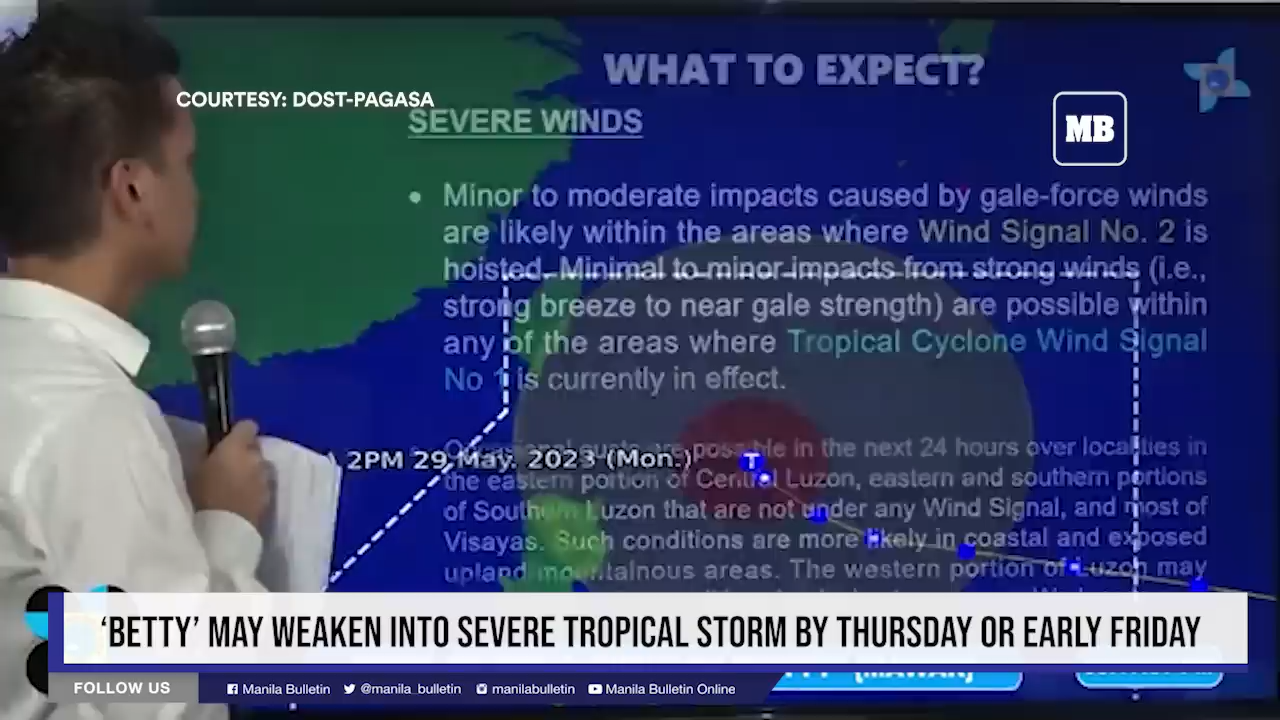 WHAT TO EXPECT?
COURTESY: DOST-PAGASA
SEVERE WINDS
MB
• Minor to moderate impacts caused by gale-force winds
are likely within the areas where Wind Signal No. 2 is
hoisted. Minimal to minor impacts from strong winds (i.e.,
strong breeze to near gale strength) are possible within
any of the areas where Tropical Cyclone Wind Signal
No 1 is currently in effect.
Occasional gusts are possible in the next 24 hours over localities in
2PM 29 May. 2023 (Mon.)
T
the eastern portion of Central Luzon, eastern and southern portions
of Southern Luzon that are not under any Wind Signal, and most of
Visayas. Such conditions are more likely in coastal and exposed
upland mountainous areas. The western portion of Luzon may
‘BETTY’ MAY WEAKEN INTO SEVERE TROPICAL STORM BY THURSDAY OR EARLY FRIDAY
FOLLOW US
Manila Bulletin @manila_bulletin manilabulletin Manila Bulletin Online